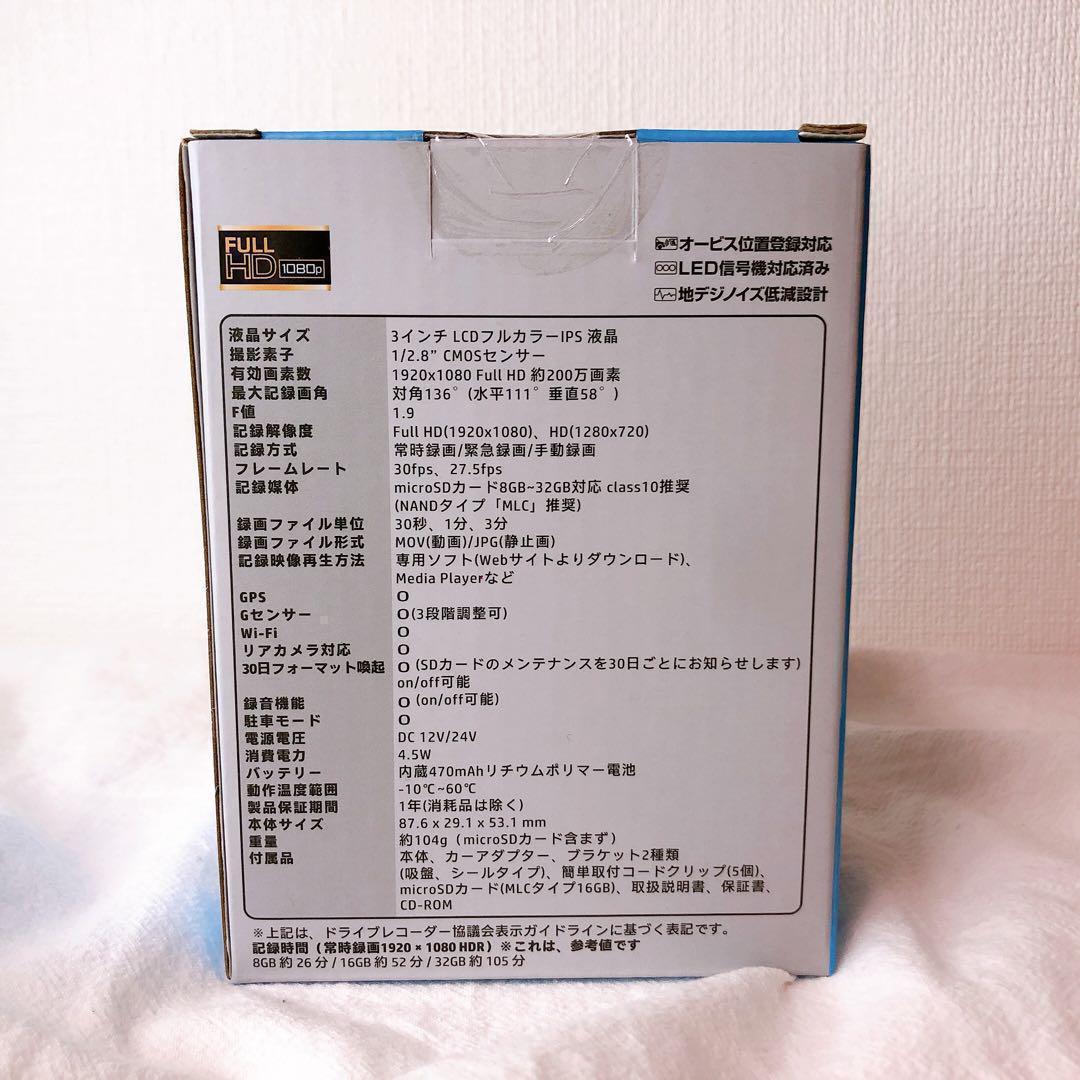 FULL
HD 1080p
オービス位置登録対応
LED信号機対応済み
地デジノイズ低減設計
液晶サイズ 3インチ LCDフルカラーIPS 液晶
撮影素子 1/2.8” CMOSセンサー
有効画素数 1920x1080 Full HD 約200万画素
最大記録画角 対角136°(水平111°垂直58°)
F値 1.9
記録解像度 Full HD(1920x1080)、HD(1280x720)
記録方式 常時録画/緊急録画/手動録画
フレームレート 30fps、27.5fps
記録媒体 microSDカード8GB~32GB対応 class10推奨
(NANDタイプ「MLC」推奨)
録画ファイル単位 30秒、1分、3分
録画ファイル形式 MOV(動画)/JPG(静止画)
記録映像再生方法 専用ソフト(Webサイトよりダウンロード)、
Media Playerなど
GPS O
Gセンサー O(3段階調整可)
Wi-Fi O
リアカメラ対応 O
30日フォーマット喚起 O (SDカードのメンテナンスを30日ごとにお知らせします)
on/off可能
録音機能 O (on/off可能)
駐車モード O
電源電圧 DC 12V/24V
消費電力 4.5W
バッテリー 内蔵470mAhリチウムポリマー電池
動作温度範囲 -10℃~60℃
製品保証期間 1年(消耗品は除く)
本体サイズ 87.6 x 29.1 x 53.1 mm
重量 約104g（microSDカード含まず）
付属品 本体、カーアダプター、ブラケット2種類
(吸盤、シールタイプ)、簡単取付コードクリップ(5個)、
microSDカード(MLCタイプ16GB)、取扱説明書、保証書、
CD-ROM
※上記は、ドライブレコーダー協議会表示ガイドラインに基づく表記です。
記録時間（常時録画1920 × 1080 HDR）※これは、参考値です
8GB 約 26 分 / 16GB 約 52 分 / 32GB 約 105 分